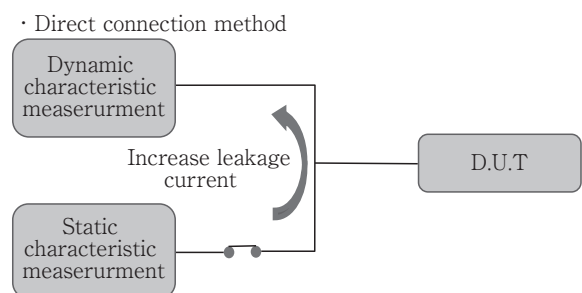 · Direct connection method
Dynamic
characteristic
measerurment
Increase leakage
current
D.U.T
Static
characteristic
measerurment